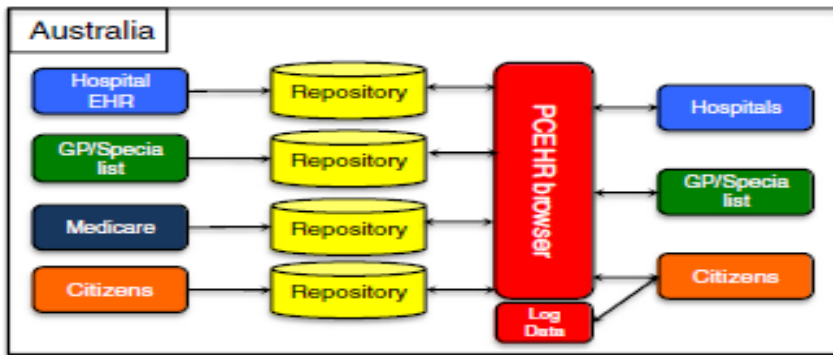 Australia
Hospital
EHR
Repository
GP/Specia
list
Repository
Medicare
Repository
Citizens
Repository
PCEHR browser
Log
Data
Hospitals
GP/Specia
list
Citizens